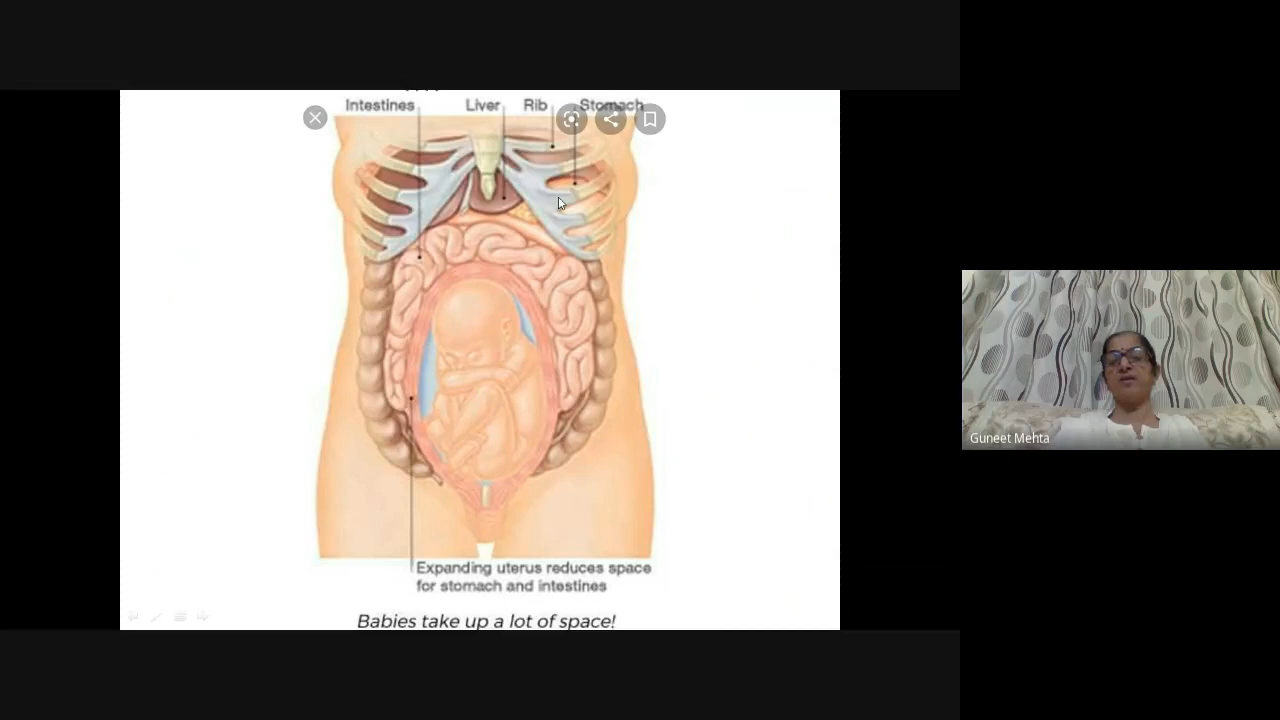 Intestines Liver Rib Stomach
Guneet Mehta
Expanding uterus reduces space
for stomach and intestines
Babies take up a lot of space!